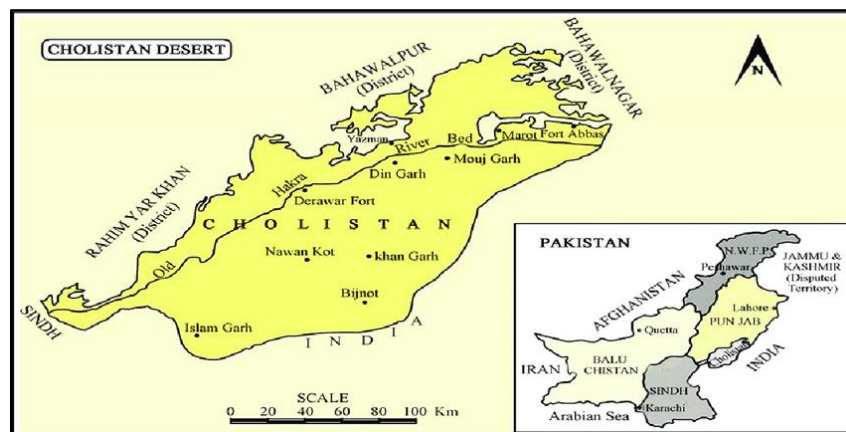 CHOLISTAN DESERT
BAHAWALPUR
(District)
BAHAWALNAGAR
(District)
N
Yazman
Marot Fort Abbas
Old Hakra River Bed
Din Garh
Mouj Garh
Derawar Fort
RAHIM YAR KHAN
(District)
CHOLISTAN
Nawan Kot
khan Garh
Bijnot
SINDH
Islam Garh
INDIA
SCALE
0 20 40 60 80 100 Km
PAKISTAN
N.W.F.P.
Peshawar
JAMMU &
KASHMIR
(Disputed
Territory)
AFGHANISTAN
Lahore
PUNJAB
Quetta
Cholistan
INDIA
IRAN
BALU
CHISTAN
SINDH
Karachi
Arabian Sea